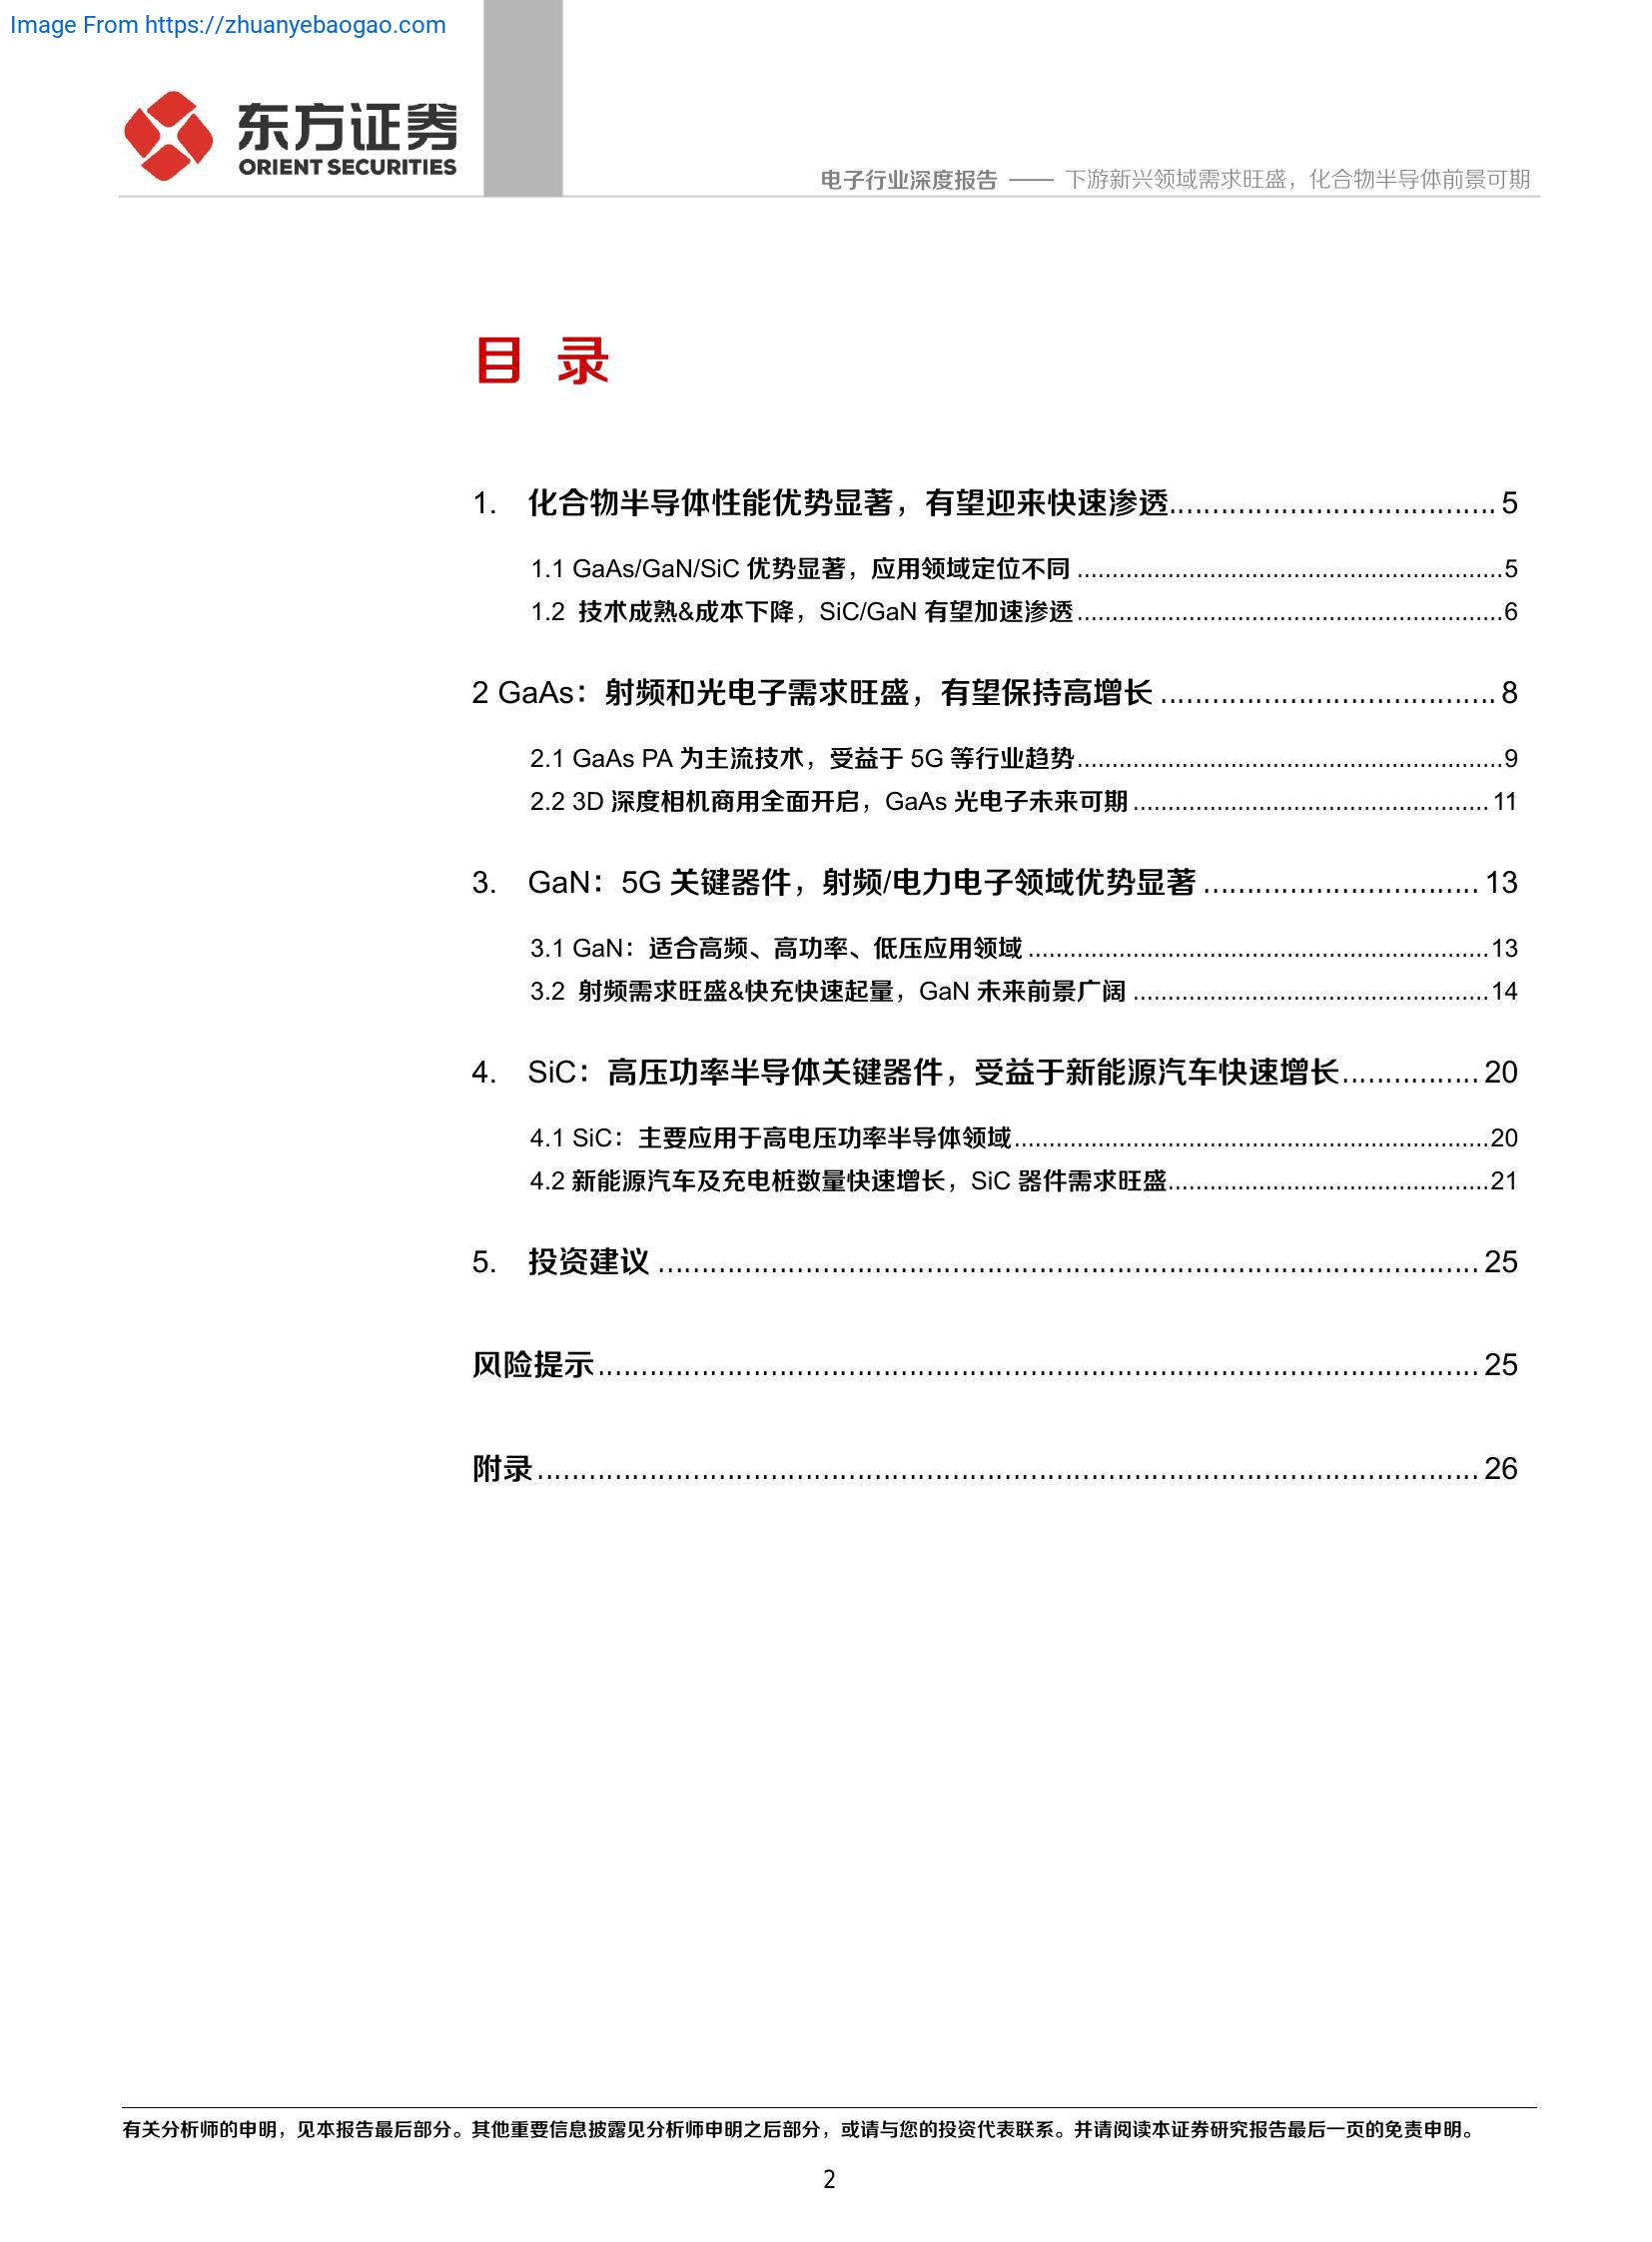 Image From https://zhuanyebaogao.com
东方证券
ORIENT SECURITIES
电子行业深度报告 —— 下游新兴领域需求旺盛，化合物半导体前景可期
目 录
1. 化合物半导体性能优势显著，有望迎来快速渗透...................................... 5
1.1 GaAs/GaN/SiC 优势显著，应用领域定位不同 .............................................................5
1.2 技术成熟&成本下降，SiC/GaN 有望加速渗透.............................................................6
2 GaAs：射频和光电子需求旺盛，有望保持高增长 ....................................... 8
2.1 GaAs PA 为主流技术，受益于 5G 等行业趋势.............................................................9
2.2 3D 深度相机商用全面开启，GaAs 光电子未来可期 ................................................... 11
3. GaN：5G 关键器件，射频/电力电子领域优势显著 ................................ 13
3.1 GaN：适合高频、高功率、低压应用领域 ..................................................................13
3.2 射频需求旺盛&快充快速起量，GaN 未来前景广阔 ...................................................14
4. SiC：高压功率半导体关键器件，受益于新能源汽车快速增长................ 20
4.1 SiC：主要应用于高电压功率半导体领域....................................................................20
4.2 新能源汽车及充电桩数量快速增长，SiC 器件需求旺盛..............................................21
5. 投资建议 ............................................................................................... 25
风险提示...................................................................................................... 25
附录............................................................................................................. 26
有关分析师的申明，见本报告最后部分。其他重要信息披露见分析师申明之后部分，或请与您的投资代表联系。并请阅读本证券研究报告最后一页的免责申明。
2